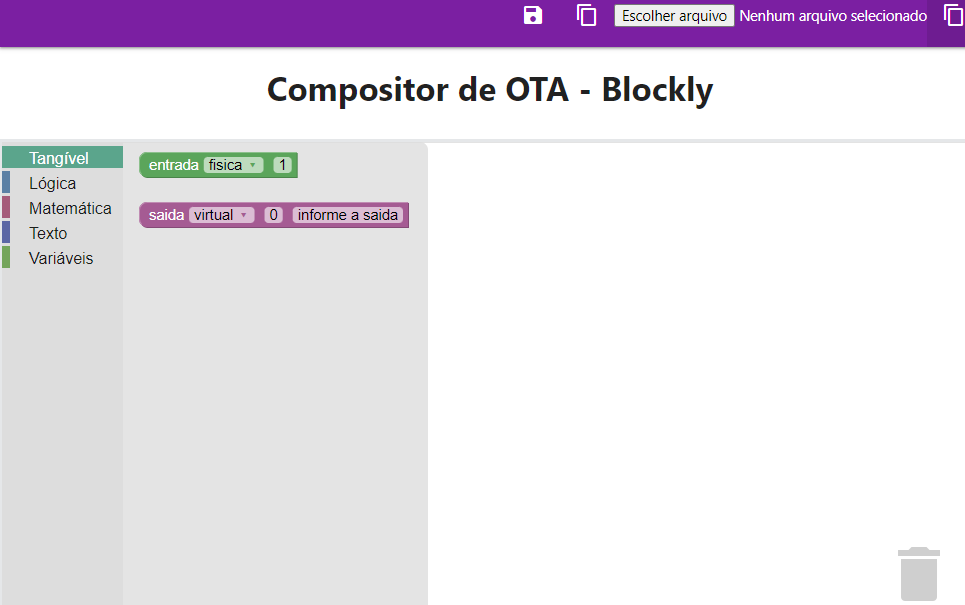 Escolher arquivo Nenhum arquivo selecionado
Compositor de OTA - Blockly
Tangível
Lógica
Matemática
Texto
Variáveis
entrada fisica 1
saida virtual 0 informe a saida